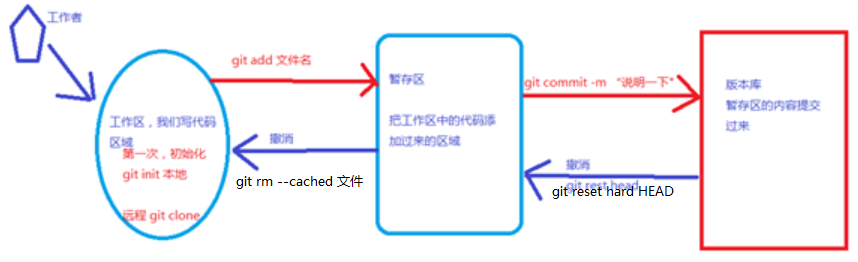 工作者
git add 文件名
工作区，我们写代码
区域
第一次，初始化
git init 本地
远程 git clone
撤消
git rm --cached 文件
暂存区
把工作区中的代码添
加过来的区域
git commit -m “说明一下”
撤消
git rest head
git reset hard HEAD
版本库
暂存区的内容提交
过来